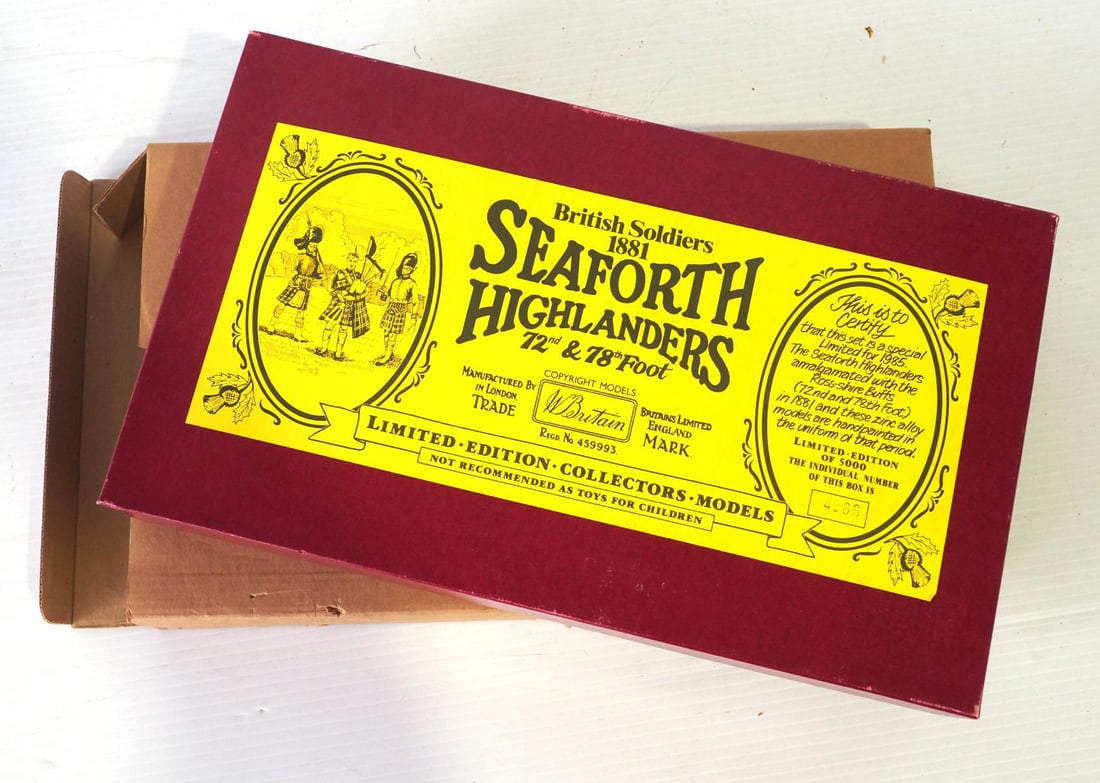 British Soldiers
1881
SEAFORTH
HIGHLANDERS
72nd & 78th Foot
MANUFACTURED BY
IN LONDON
TRADE
COPYRIGHT MODELS
W Britain
REGD. No. 459993.
BRITAINS LIMITED
ENGLAND
MARK.
LIMITED·EDITION·COLLECTORS·MODELS
NOT RECOMMENDED AS TOYS FOR CHILDREN
This is to
Certify
that this set is a special
Limited for 1985.
The Seaforth Highlanders
amalgamated with the
Ross-shire Buffs
(72nd and 78th Foot)
in 1881 and these zinc alloy
models are handpainted in
the uniform of that period.
LIMITED·EDITION
OF 5000
THE INDIVIDUAL NUMBER
OF THIS BOX IS